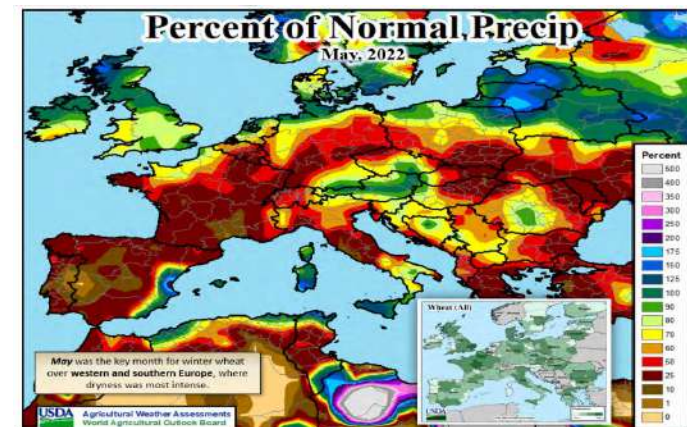 Percent of Normal Precip
May, 2022
Percent
500
400
350
300
250
200
175
150
125
100
90
80
70
60
50
25
10
1
0
Wheat (All)
May was the key month for winter wheat
over western and southern Europe, where
dryness was most intense.
USDA
USDA
Agricultural Weather Assessments
World Agricultural Outlook Board